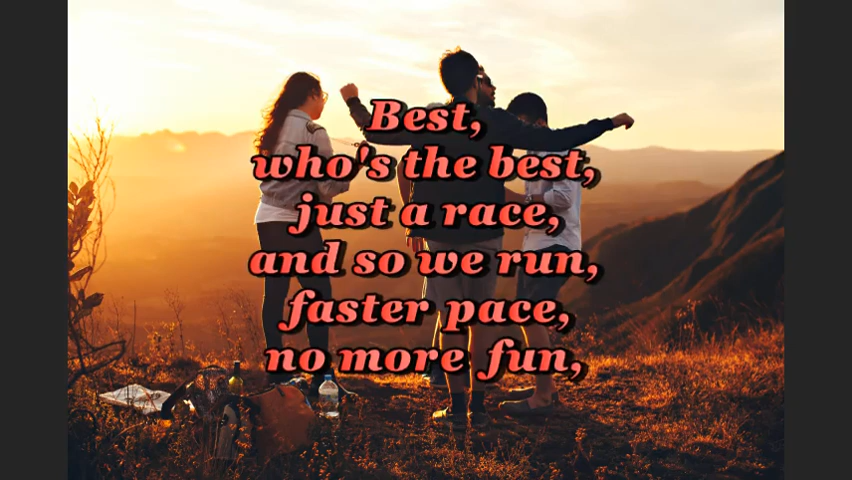 Best,
who's the best,
just a race,
and so we run,
faster pace,
no more fun,